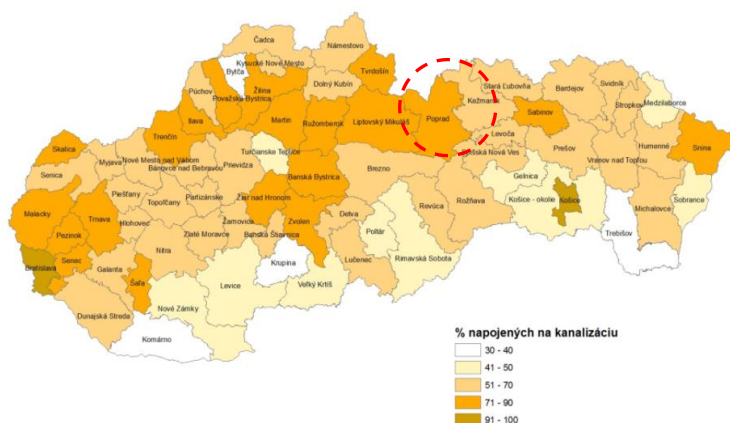 Čadca
Námestovo
Kysucké Nové Mesto
Bytča
Tvrdošín
Dolný Kubín
Žilina
Púchov
Považská Bystrica
Stará Ľubovňa
Bardejov
Svidník
Stropkov
Medzilaborce
Kežmarok
Ilava
Martin
Ružomberok
Liptovský Mikuláš
Poprad
Sabinov
Trenčín
Levoča
Turčianske Teplice
Skalica
Myjava
Nové Mesto nad Váhom
Bánovce nad Bebravou
Prievidza
Prešov
Humenné
Snina
Vranov nad Topľou
Senica
Brezno
Banská Bystrica
Gelnica
Piešťany
Topoľčany
Partizánske
Žiar nad Hronom
Košice - okolie
Košice
Sobrance
Malacky
Trnava
Hlohovec
Zlaté Moravce
Žarnovica
Banská Štiavnica
Zvolen
Detva
Revúca
Rožňava
Michalovce
Pezinok
Nitra
Poltár
Trebišov
Bratislava
Senec
Galanta
Krupina
Lučenec
Rimavská Sobota
Šaľa
Levice
Veľký Krtíš
Nové Zámky
Dunajská Streda
Komárno
% napojených na kanalizáciu
30 - 40
41 - 50
51 - 70
71 - 90
91 - 100